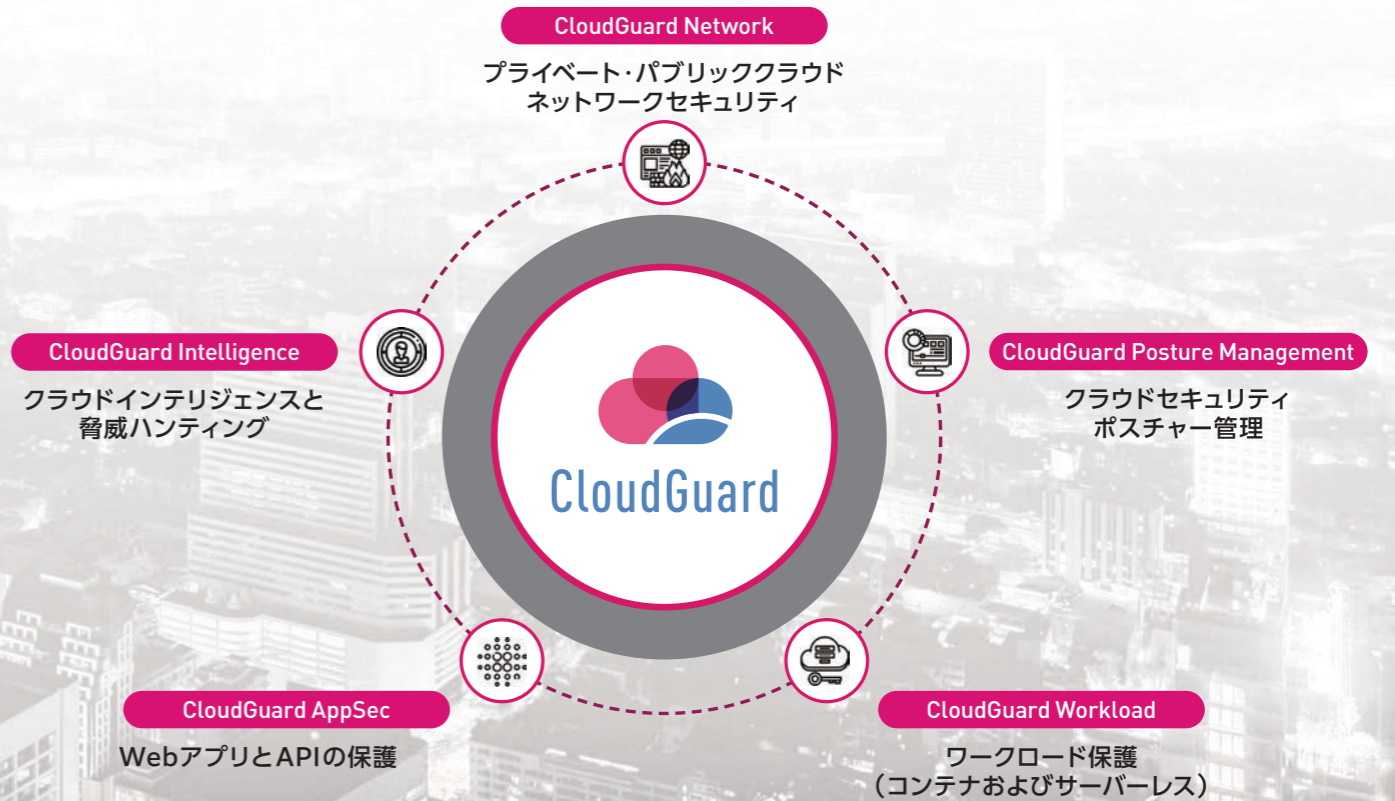 CloudGuard Network
プライベート・パブリッククラウド
ネットワークセキュリティ
CloudGuard Intelligence
クラウドインテリジェンスと
脅威ハンティング
CloudGuard
CloudGuard Posture Management
クラウドセキュリティ
ポスチャー管理
CloudGuard AppSec
WebアプリとAPIの保護
CloudGuard Workload
ワークロード保護
（コンテナおよびサーバーレス）